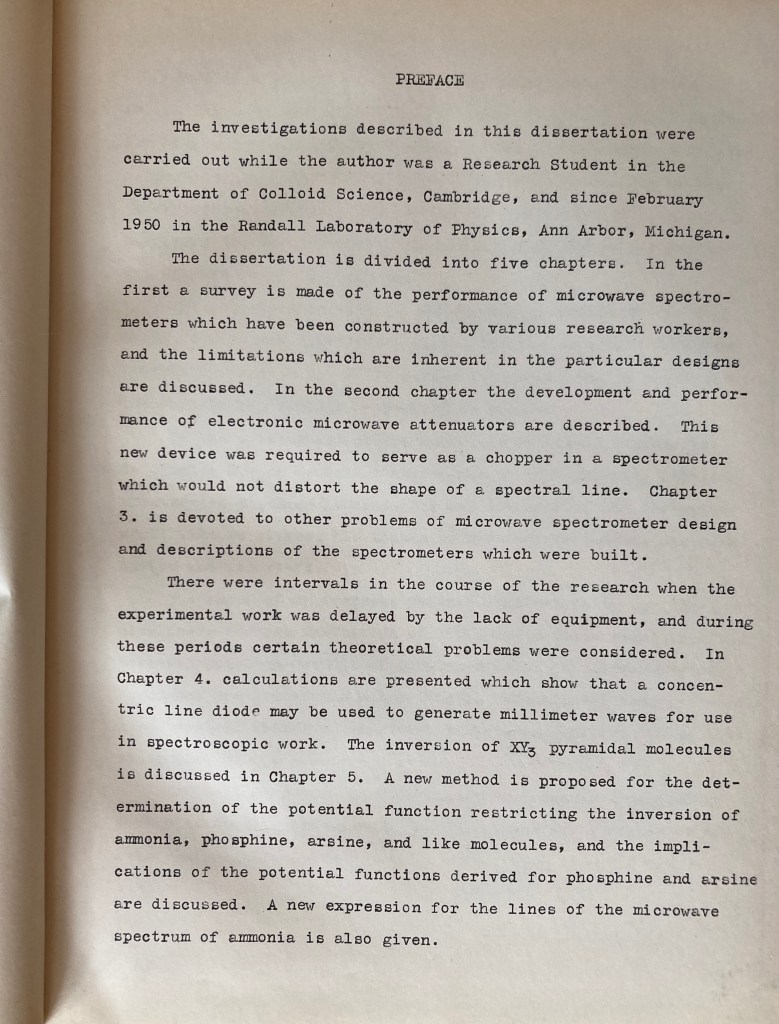 PREFACE
The investigations described in this dissertation were
carried out while the author was a Research Student in the
Department of Colloid Science, Cambridge, and since February
1950 in the Randall Laboratory of Physics, Ann Arbor, Michigan.
The dissertation is divided into five chapters. In the
first a survey is made of the performance of microwave spectro-
meters which have been constructed by various research workers,
and the limitations which are inherent in the particular designs
are discussed. In the second chapter the development and perfor-
mance of electronic microwave attenuators are described. This
new device was required to serve as a chopper in a spectrometer
which would not distort the shape of a spectral line. Chapter
3. is devoted to other problems of microwave spectrometer design
and descriptions of the spectrometers which were built.
There were intervals in the course of the research when the
experimental work was delayed by the lack of equipment, and during
these periods certain theoretical problems were considered. In
Chapter 4. calculations are presented which show that a concen-
tric line diode may be used to generate millimeter waves for use
in spectroscopic work. The inversion of XY₃ pyramidal molecules
is discussed in Chapter 5. A new method is proposed for the det-
ermination of the potential function restricting the inversion of
ammonia, phosphine, arsine, and like molecules, and the impli-
cations of the potential functions derived for phosphine and arsine
are discussed. A new expression for the lines of the microwave
spectrum of ammonia is also given.